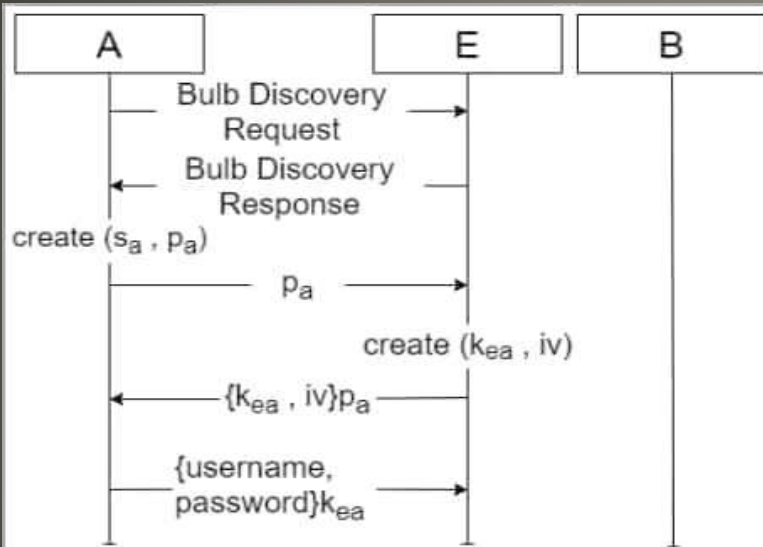 A
E
B
Bulb Discovery
Request
Bulb Discovery
Response
create (sₐ , pₐ)
pₐ
create (kₑₐ , iv)
{kₑₐ , iv}pₐ
{username,
password}kₑₐ